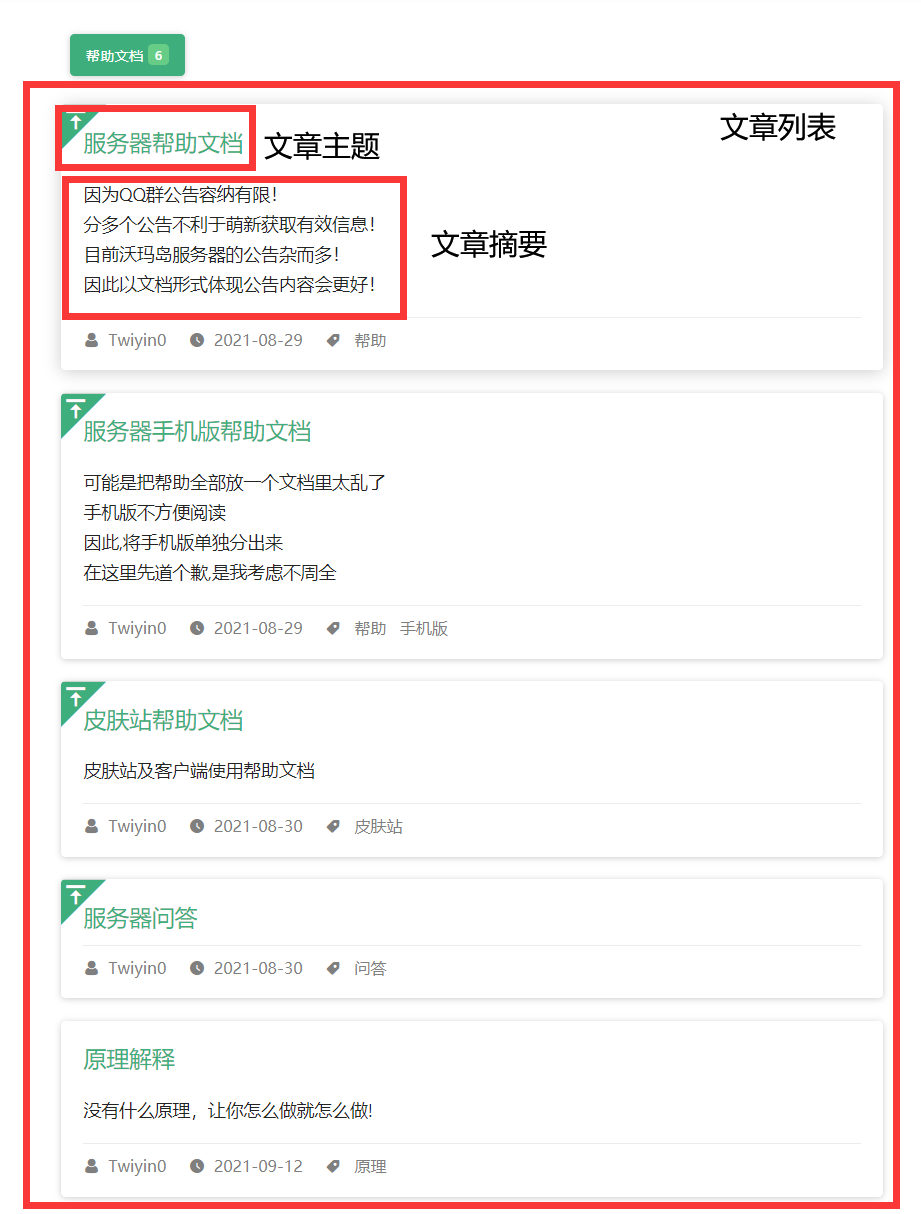 帮助文档 6
服务器帮助文档 文章主题 文章列表
因为QQ群公告容纳有限！
分多个公告不利于萌新获取有效信息！
目前沃玛岛服务器的公告杂而多！
因此以文档形式体现公告内容会更好！
文章摘要
Twiyin0 2021-08-29 帮助
服务器手机版帮助文档
可能是把帮助全部放一个文档里太乱了
手机版不方便阅读
因此,将手机版单独分出来
在这里先道个歉,是我考虑不周全
Twiyin0 2021-08-29 帮助 手机版
皮肤站帮助文档
皮肤站及客户端使用帮助文档
Twiyin0 2021-08-30 皮肤站
服务器问答
Twiyin0 2021-08-30 问答
原理解释
没有什么原理，让你怎么做就怎么做!
Twiyin0 2021-09-12 原理